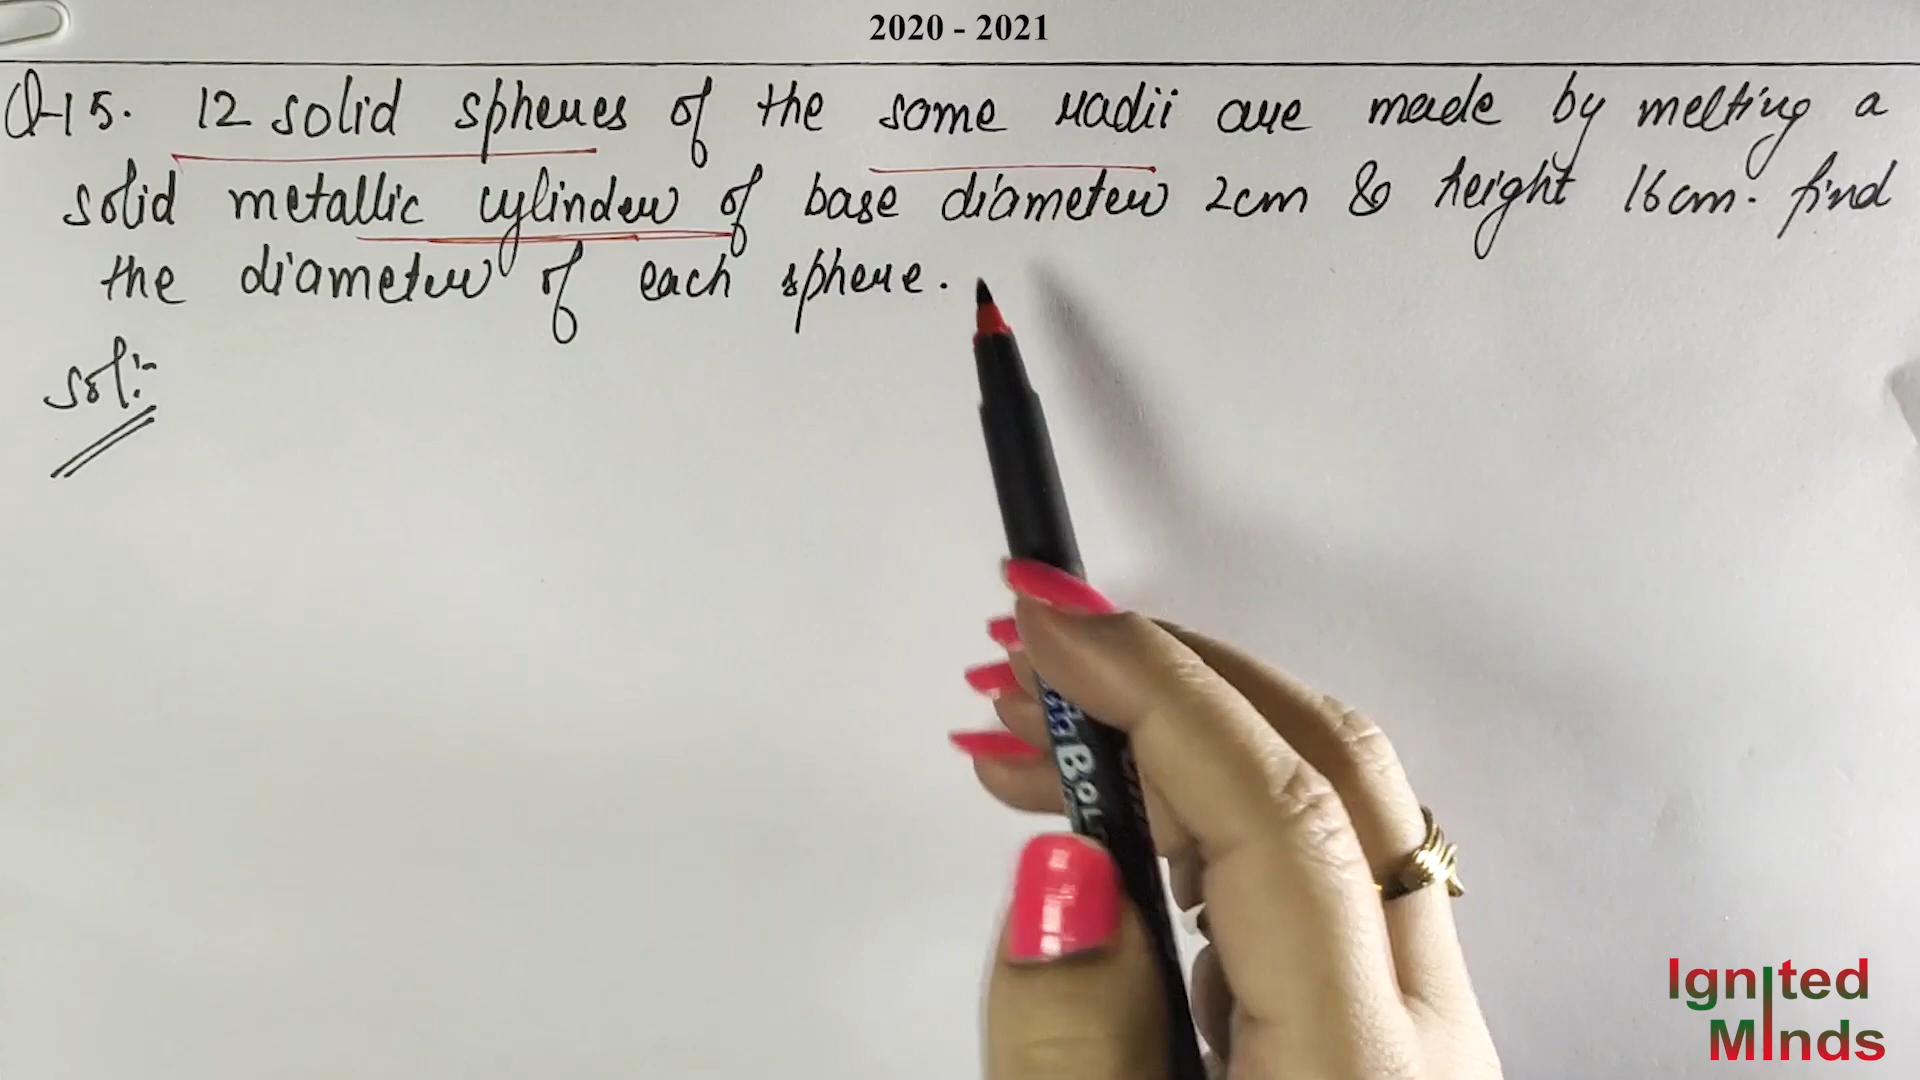 2020 - 2021
Q-15. 12 solid spheres of the same radii are made by melting a
solid metallic cylinder of base diameter 2cm & height 16cm. find
the diameter of each sphere.
Sol:-
BOL
Ignited
Minds